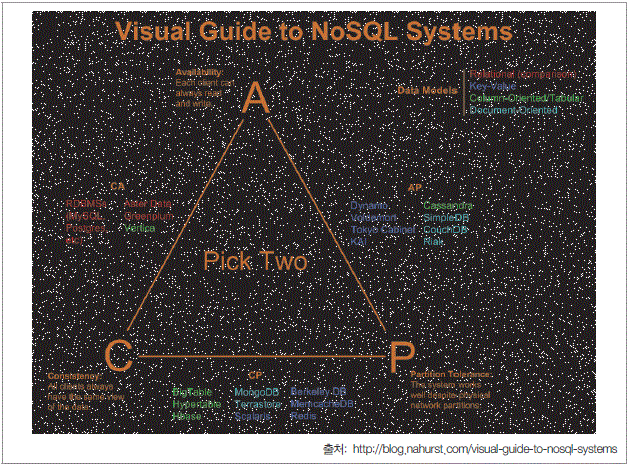 Visual Guide to NoSQL Systems
Availability:
Each client can
always read
and write.
A
Data Models
Relational (comparison)
Key-Value
Column-Oriented/Tabular
Document-Oriented
CA
RDBMSs
(MySQL,
Postgres,
etc)
Aster Data
Greenplum
Vertica
AP
Dynamo
Voldemort
Tokyo Cabinet
KAI
Cassandra
SimpleDB
CouchDB
Riak
Pick Two
C
P
Consistency:
All clients always
have the same view
of the data.
CP
BigTable
Hypertable
Hbase
MongoDB
Terrastore
Scalaris
Berkeley DB
MemcacheDB
Redis
Partition Tolerance:
The system works
well despite physical
network partitions.
출처: http://blog.nahurst.com/visual-guide-to-nosql-systems